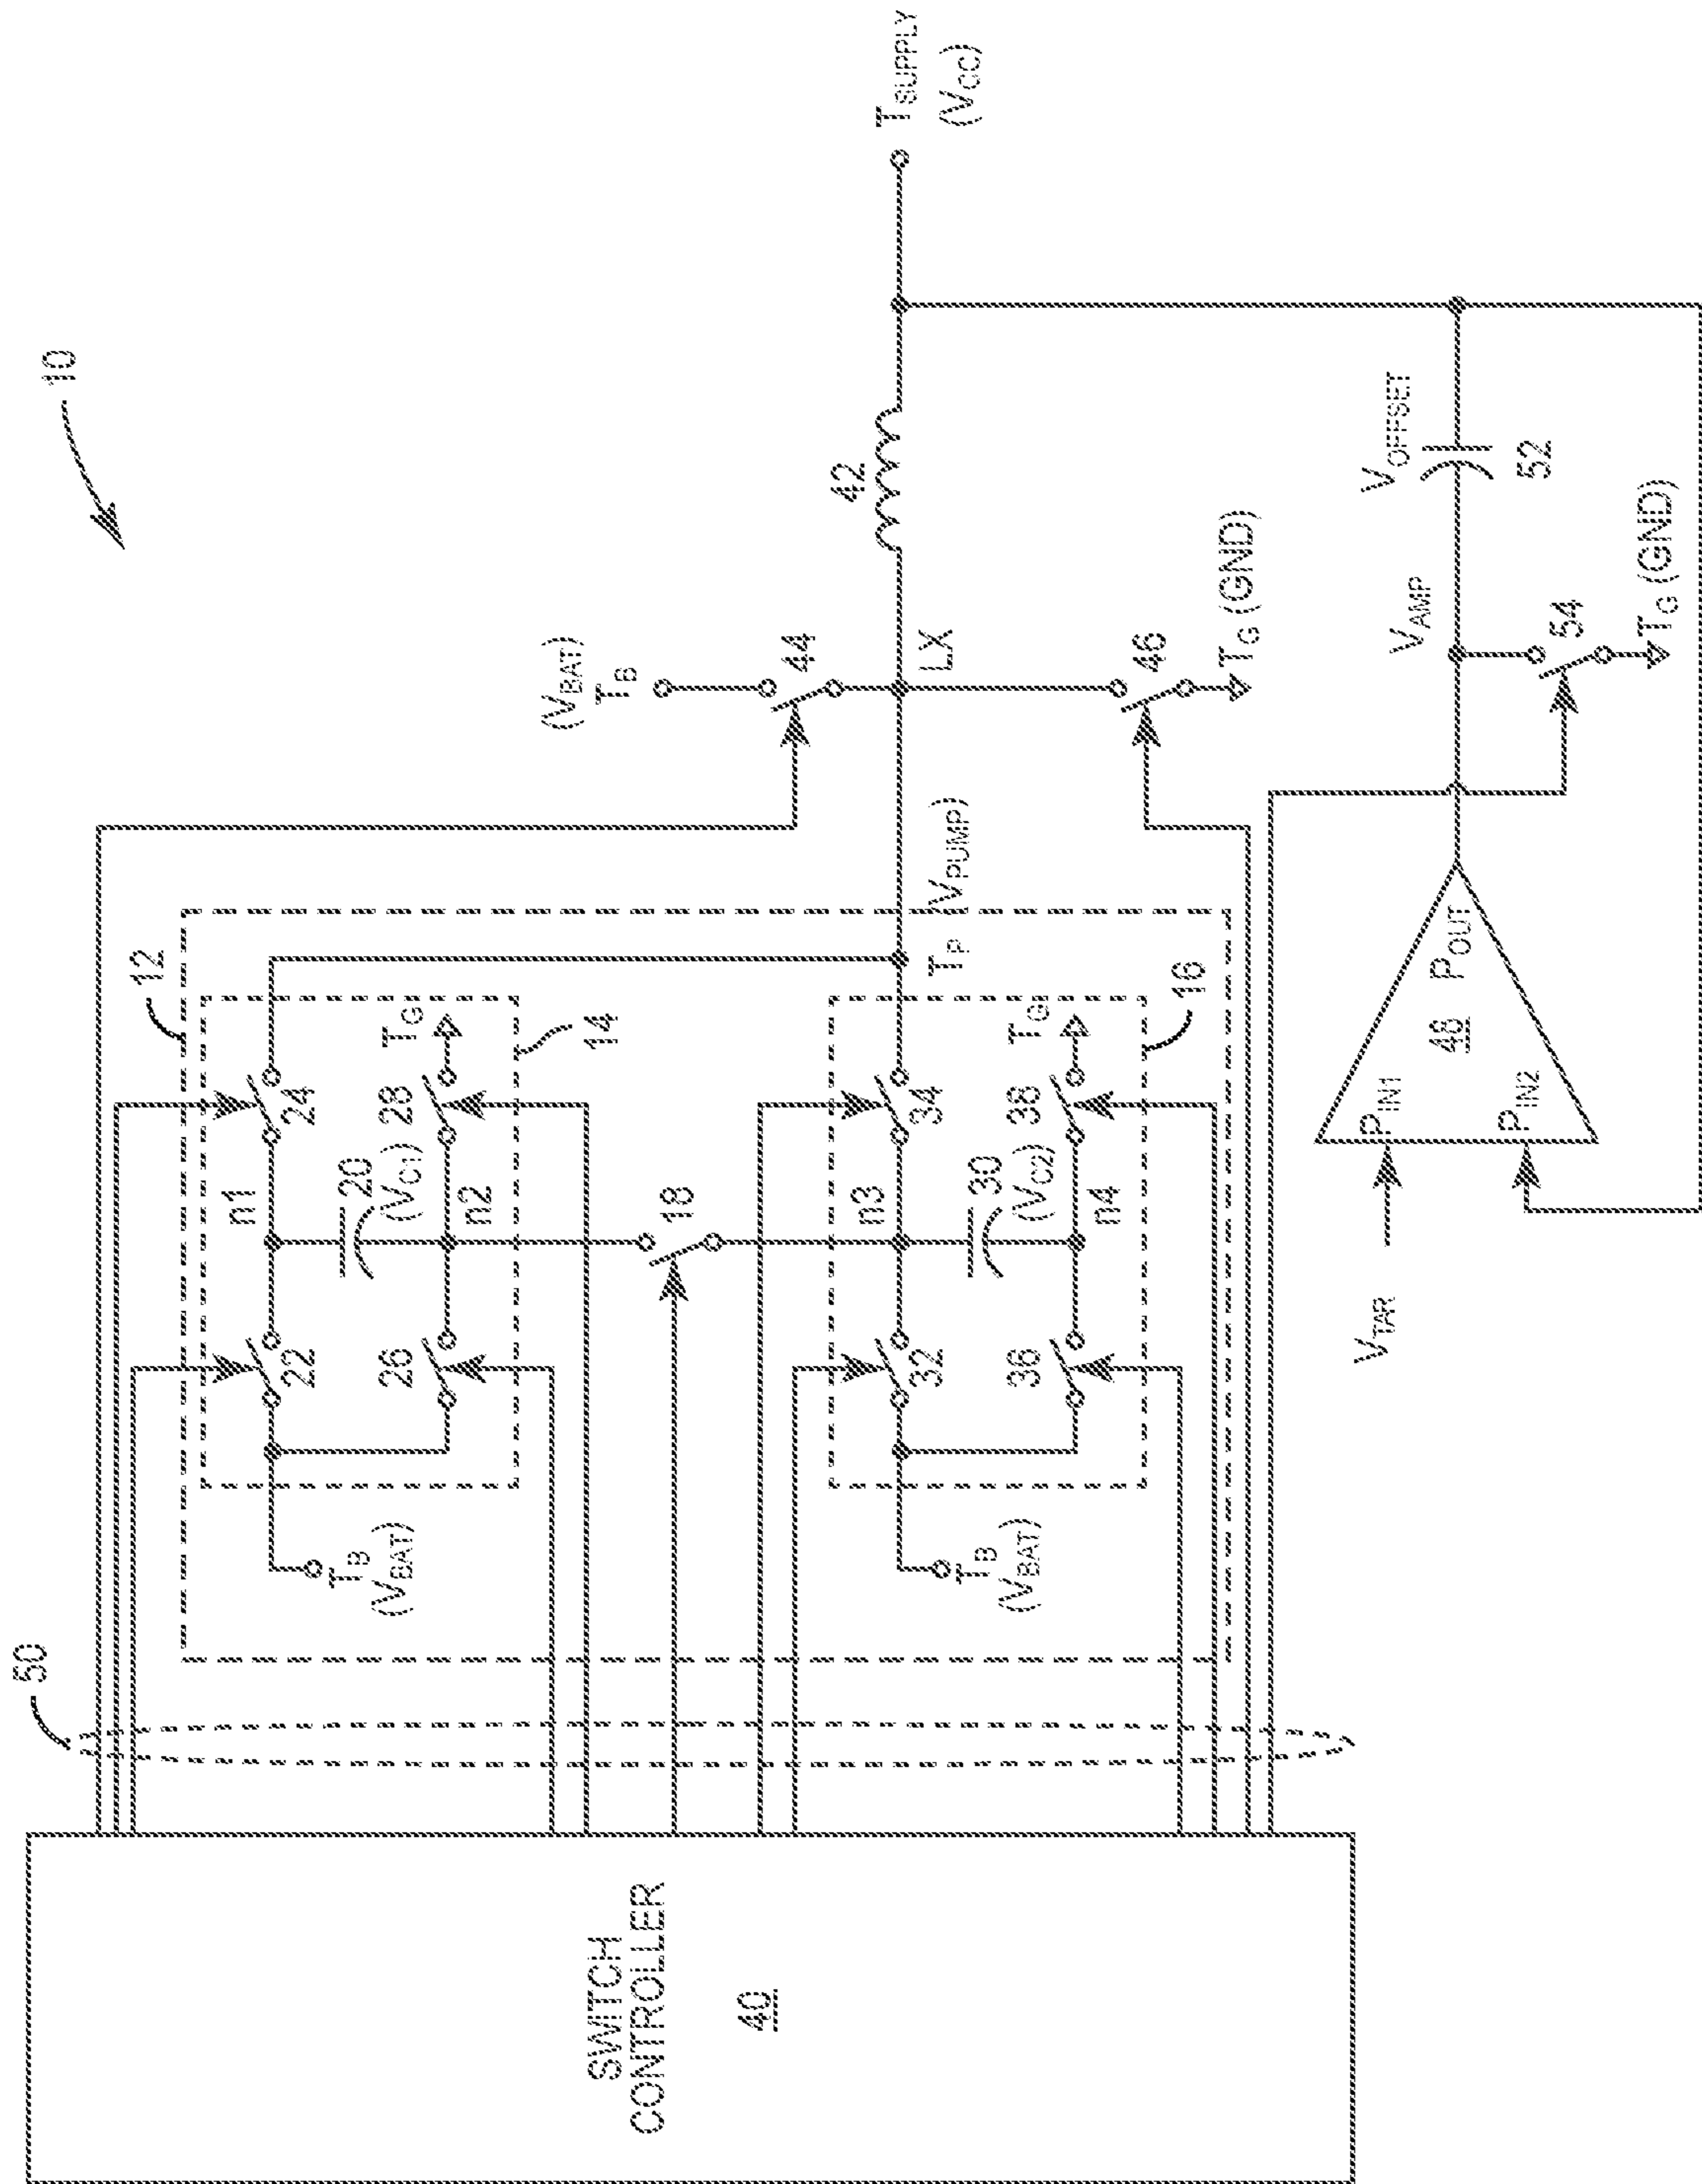 10
50
12
T_B
(V_BAT)
22
24
n1
20
(V_C1)
26
28
n2
T_G
14
18
T_B
(V_BAT)
32
34
n3
30
(V_C2)
36
38
n4
T_G
16
T_P (V_PUMP)
(V_BAT)
T_B
44
LX
46
T_G (GND)
42
T_SUPPLY
(V_CC)
SWITCH
CONTROLLER
40
V_TAR
P_IN1
P_IN2
48
P_OUT
V_AMP
54
T_G (GND)
V_OFFSET
52